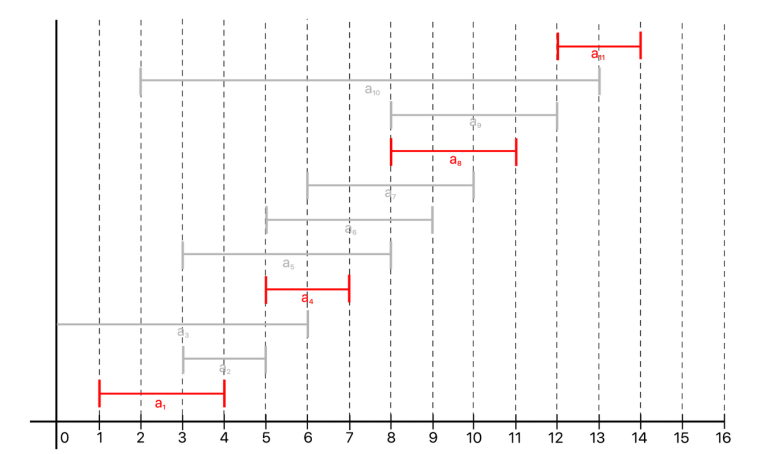 a₁₁
a₁₀
a₉
a₈
a₇
a₆
a₅
a₄
a₃
a₂
a₁
0 1 2 3 4 5 6 7 8 9 10 11 12 13 14 15 16